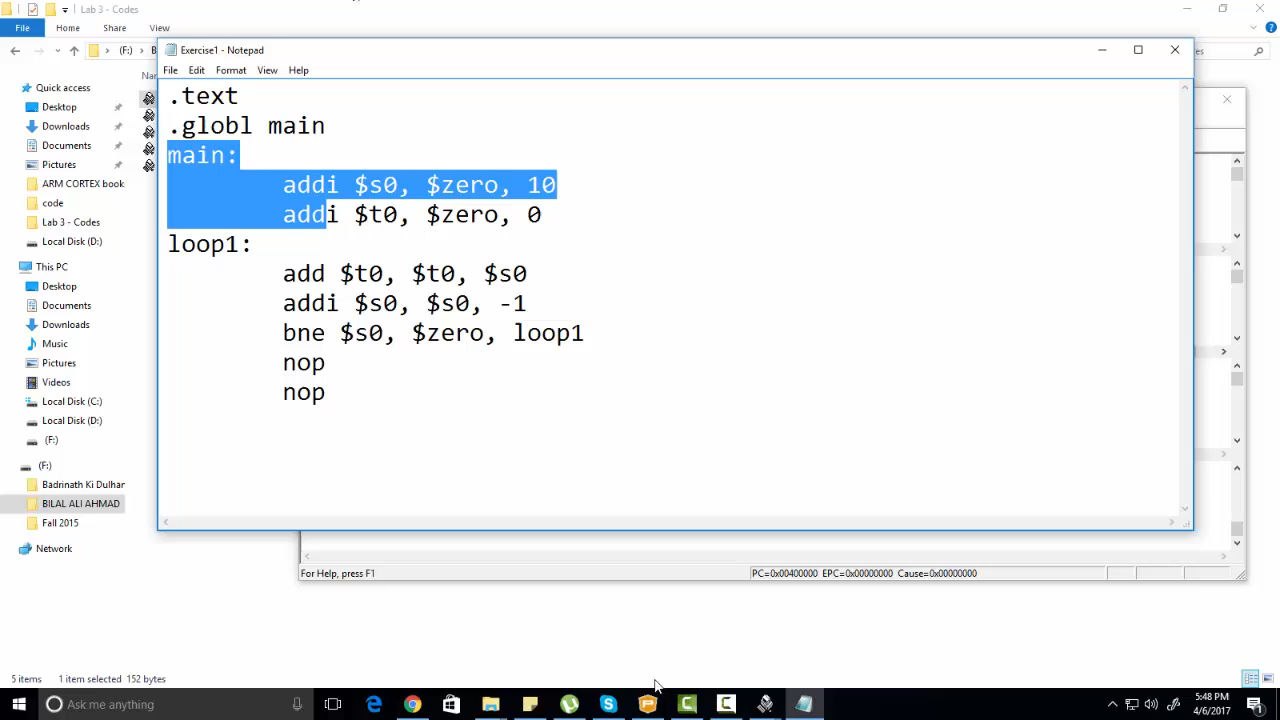 Lab 3 - Codes
File Home Share View
(F:) B
Exercise1 - Notepad
File Edit Format View Help
.text
.globl main
main:
addi $s0, $zero, 10
addi $t0, $zero, 0
loop1:
add $t0, $t0, $s0
addi $s0, $s0, -1
bne $s0, $zero, loop1
nop
nop
Quick access
Desktop
Downloads
Documents
Pictures
ARM CORTEX book
code
Lab 3 - Codes
Local Disk (D:)
This PC
Desktop
Documents
Downloads
Music
Pictures
Videos
Local Disk (C:)
Local Disk (D:)
(F:)
(F:)
Badrinath Ki Dulhar
BILAL ALI AHMAD
Fall 2015
Network
For Help, press F1
PC=0x00400000 EPC=0x00000000 Cause=0x00000000
5 items 1 item selected 152 bytes
Ask me anything
5:48 PM
4/6/2017